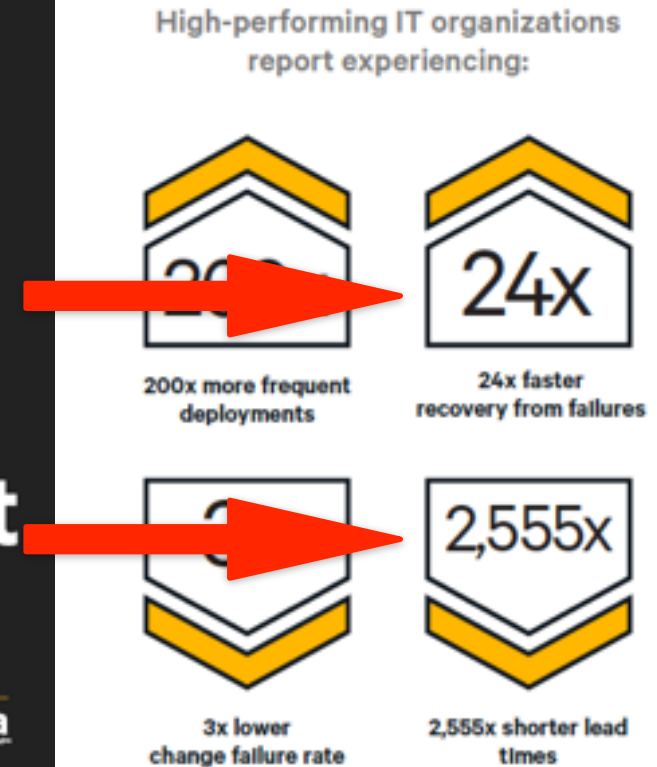 High-performing IT organizations
report experiencing:
24x
200x more frequent
deployments
24x faster
recovery from failures
t
2,555x
a
3x lower
change failure rate
2,555x shorter lead
times